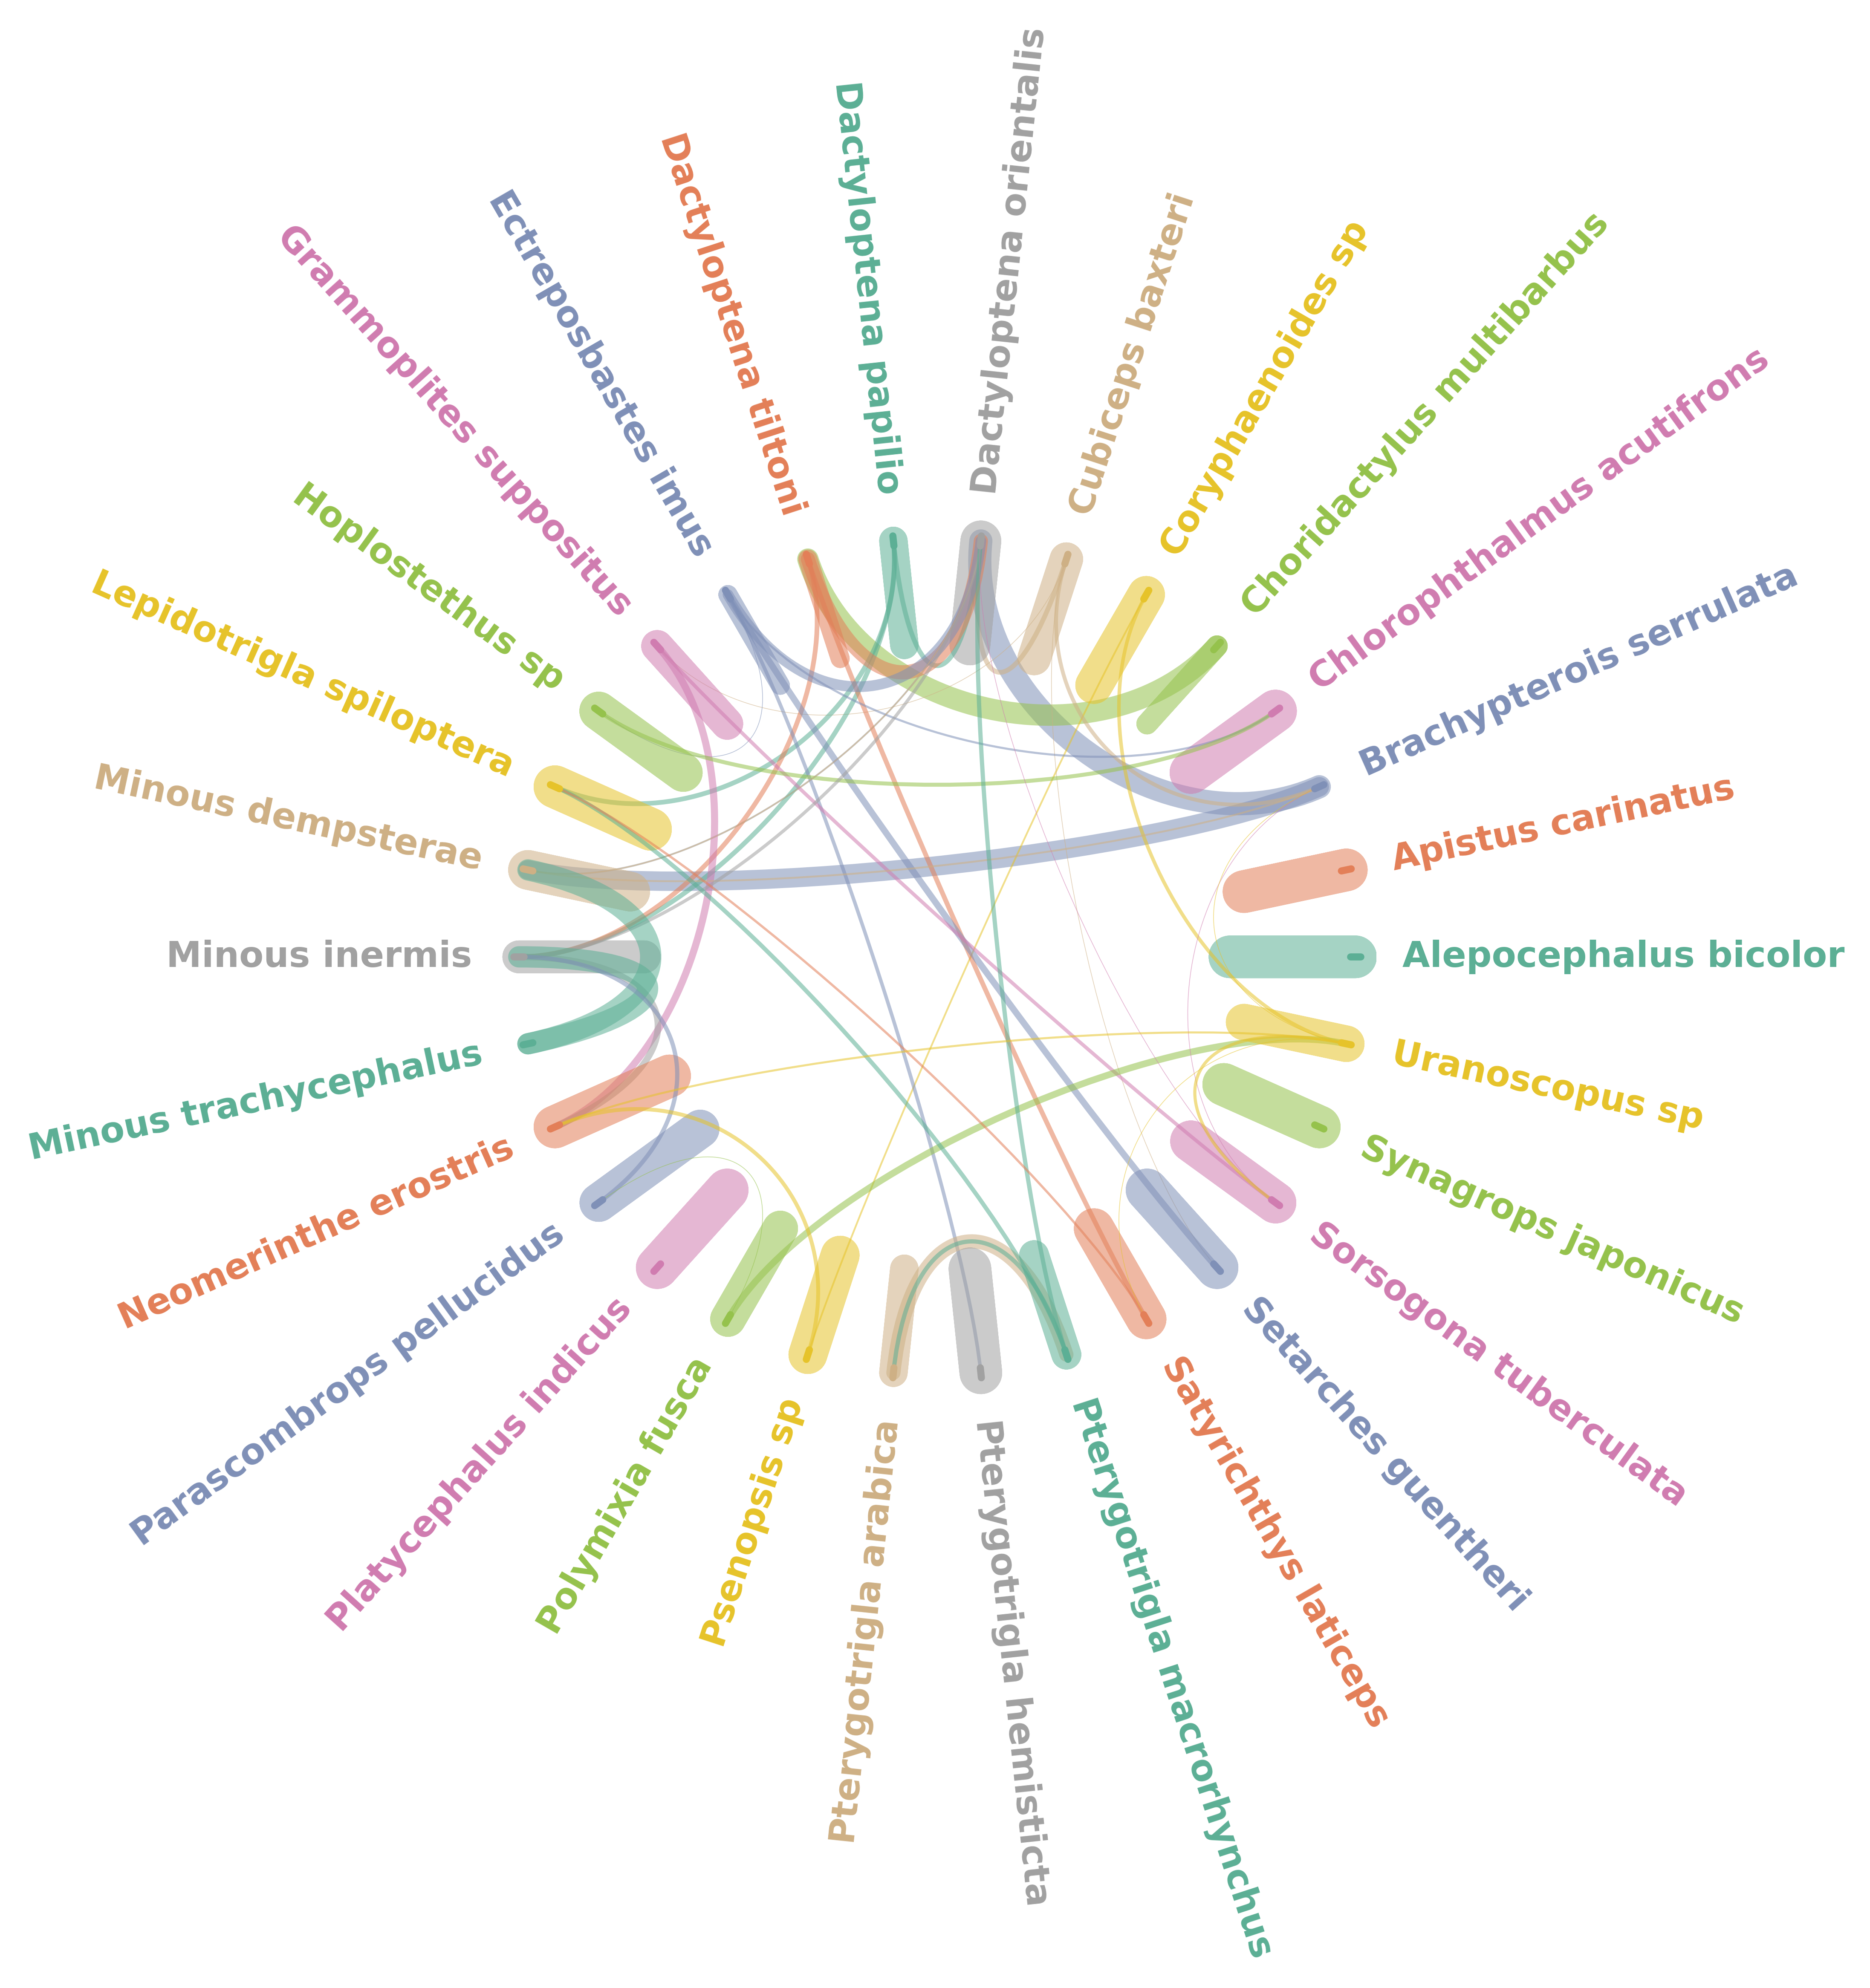 Dactyloptena orientalis
Cubiceps baxteri
Coryphaenoides sp
Choridactylus multibarbus
Chlorophthalmus acutifrons
Brachypterois serrulata
Apistus carinatus
Alepocephalus bicolor
Uranoscopus sp
Synagrops japonicus
Sorsogona tuberculata
Setarches guentheri
Satyrichthys laticeps
Pterygotrigla macrorhynchus
Pterygotrigla hemisticta
Pterygotrigla arabica
Psenopsis sp
Polymixia fusca
Platycephalus indicus
Parascombrops pellucidus
Neomerinthe erostris
Minous trachycephalus
Minous inermis
Minous dempsterae
Lepidotrigla spiloptera
Hoplostethus sp
Grammoplites suppositus
Ectreposbastes imus
Dactyloptena tiltoni
Dactyloptena papilio